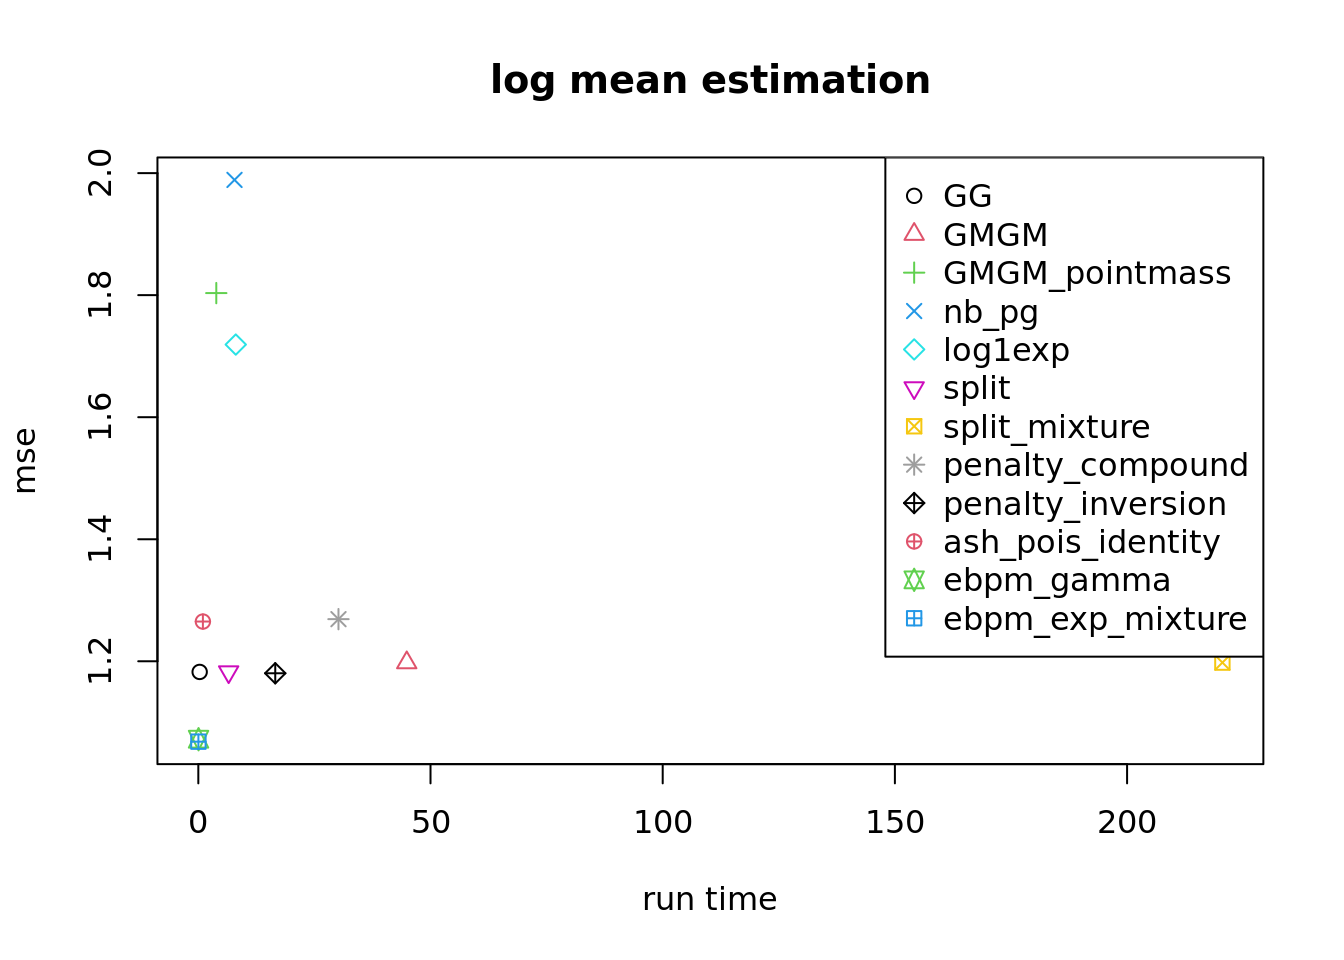 log mean estimation
mse
2.0
1.8
1.6
1.4
1.2
GG
GMGM
GMGM_pointmass
nb_pg
log1exp
split
split_mixture
penalty_compound
penalty_inversion
ash_pois_identity
ebpm_gamma
ebpm_exp_mixture
0 50 100 150 200
run time